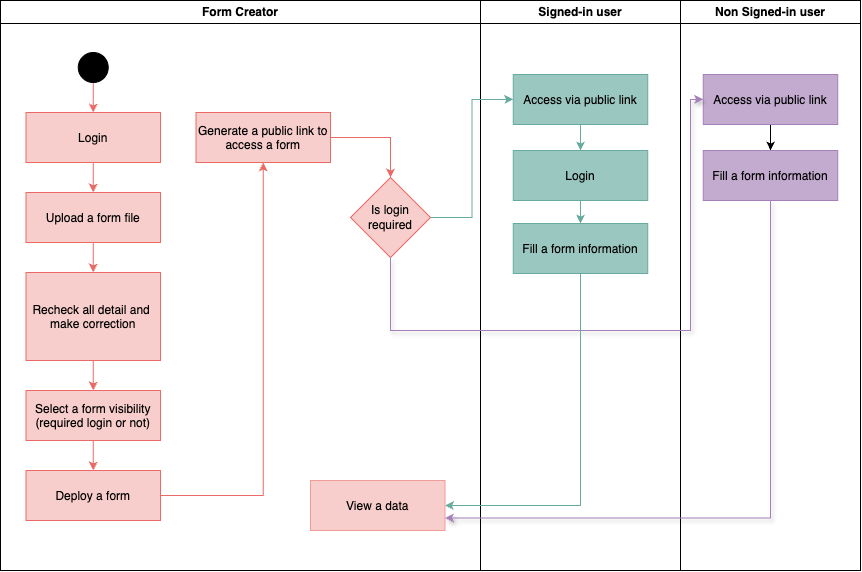 Form Creator
Signed-in user
Non Signed-in user
Login
Upload a form file
Recheck all detail and
make correction
Select a form visibility
(required login or not)
Deploy a form
Generate a public link to
access a form
Is login
required
View a data
Access via public link
Login
Fill a form information
Access via public link
Fill a form information